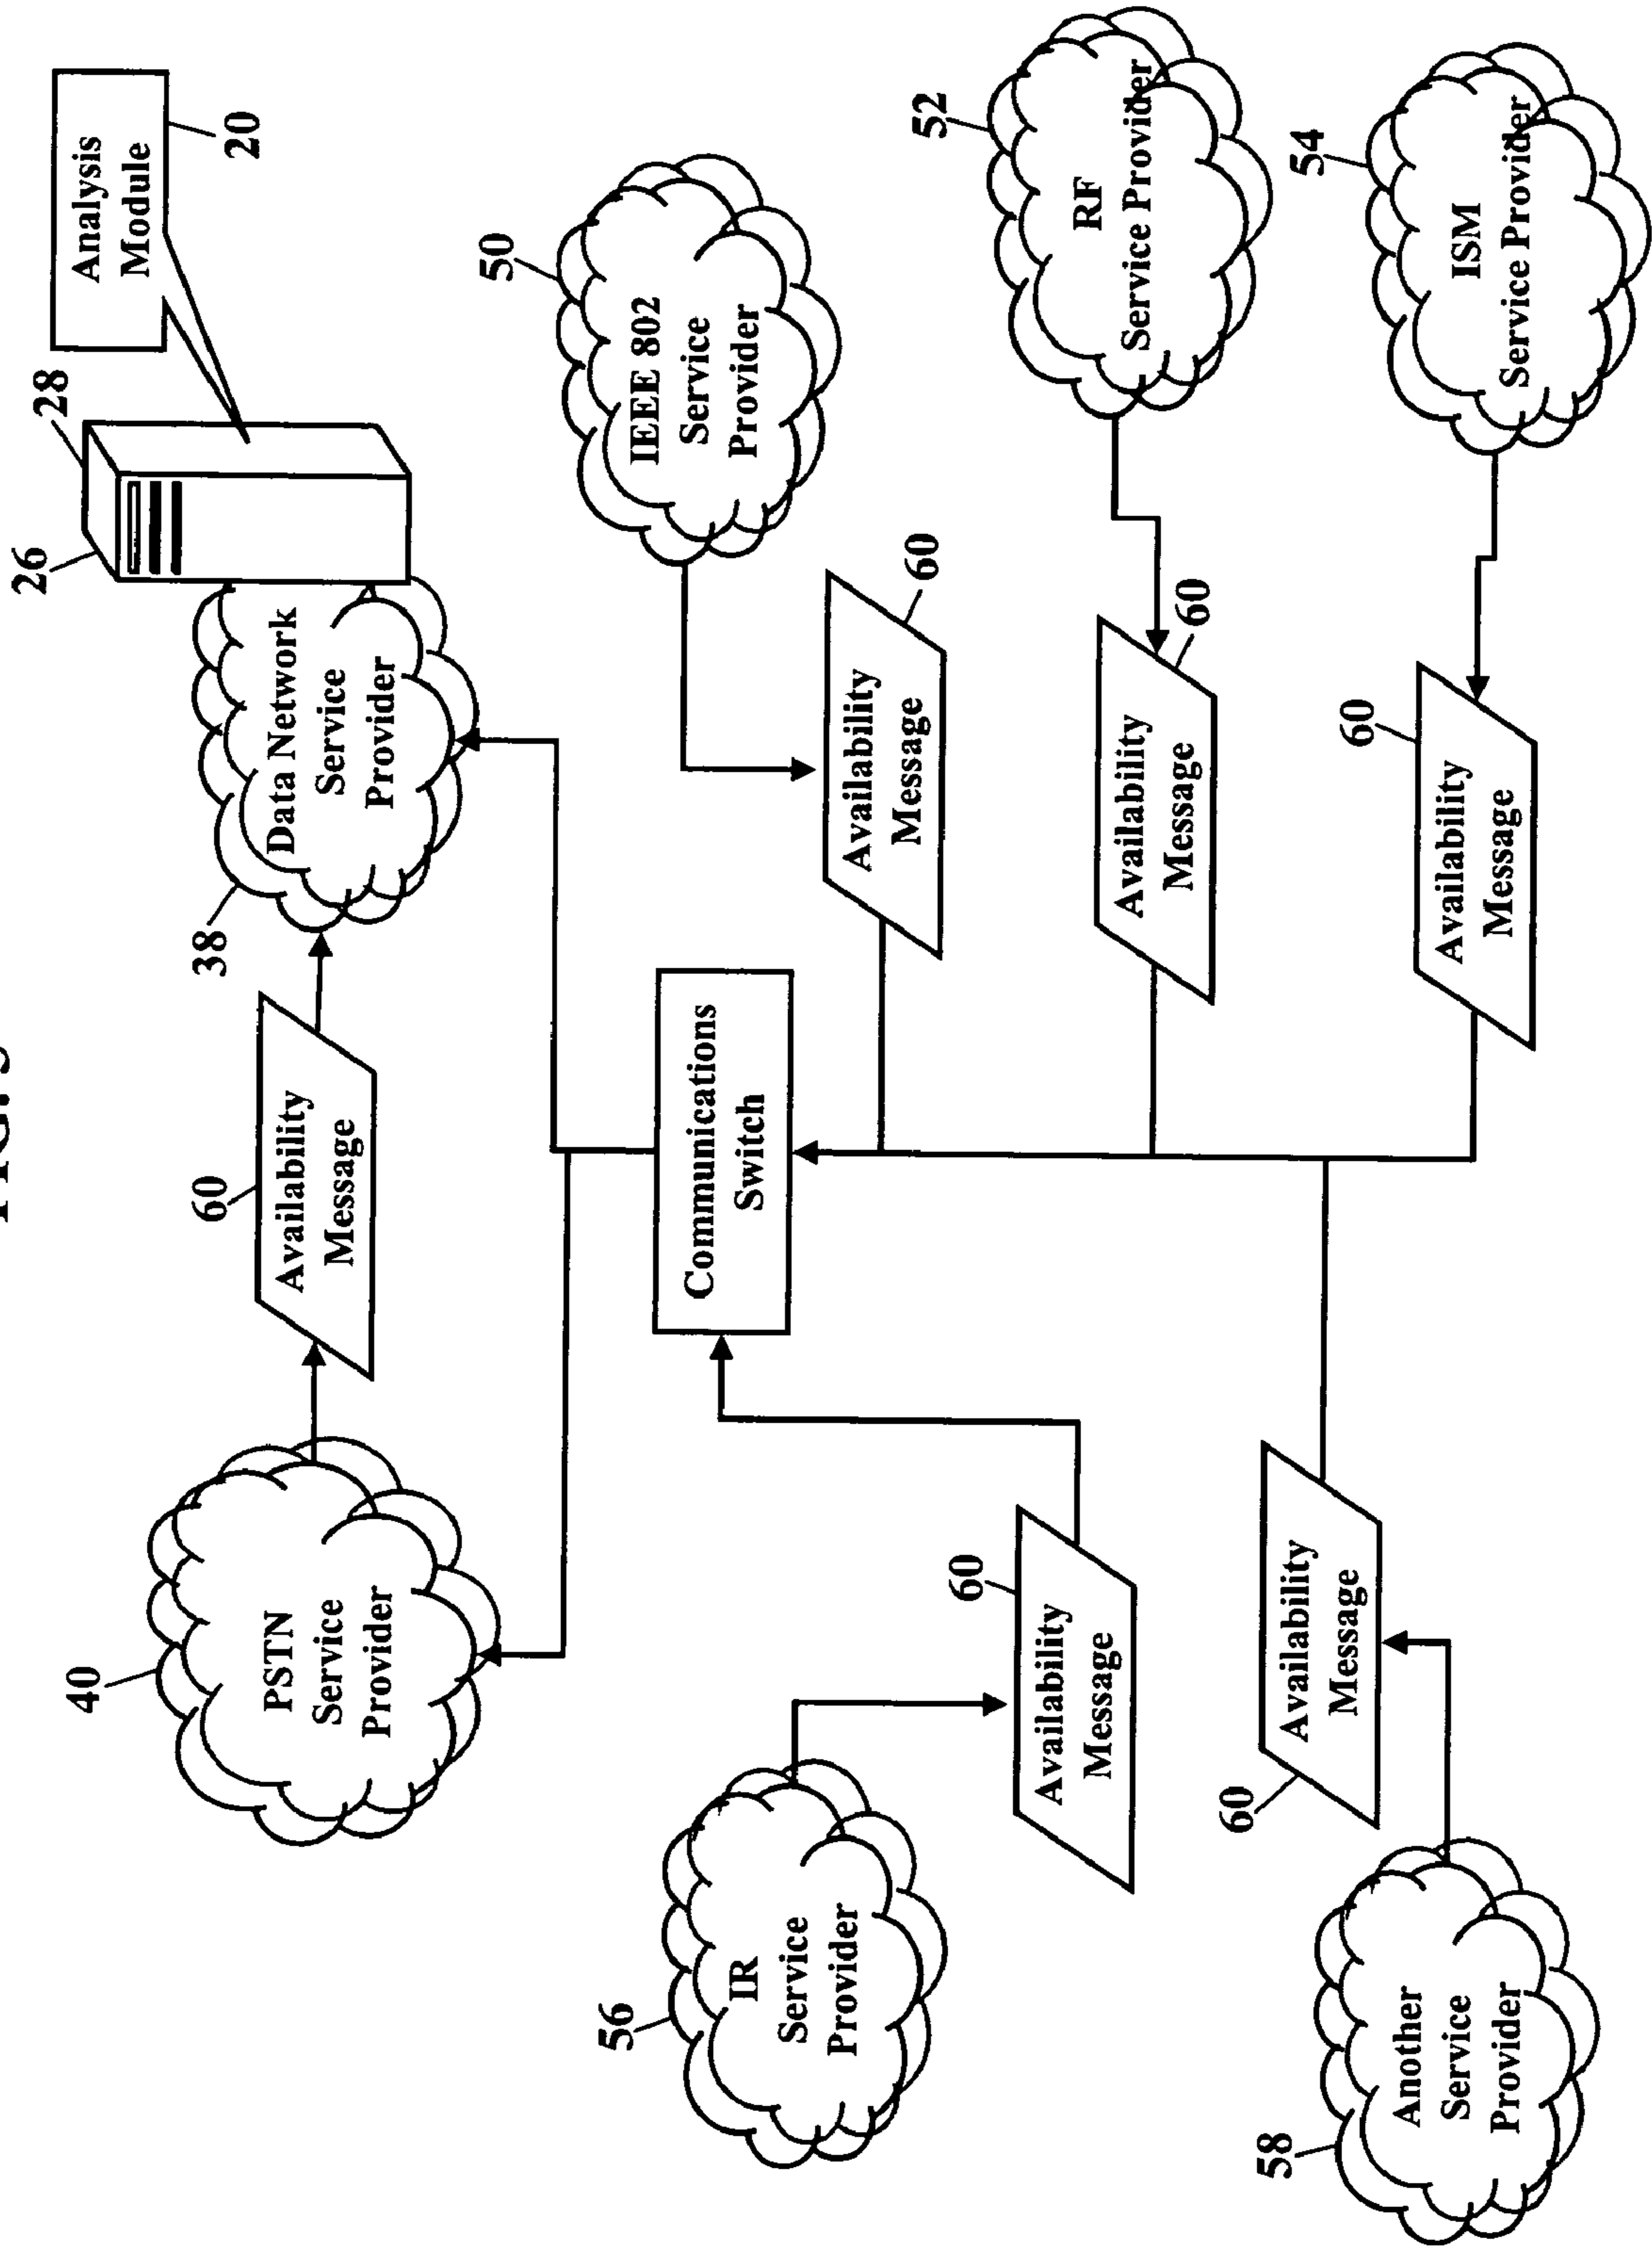 FIG.
40
PSTN
Service
Provider
60
Availability
Message
38
Data Network
Service
Provider
26
28
Analysis
Module
20
Communications
Switch
50
IEEE 802
Service
Provider
60
Availability
Message
56
IR
Service
Provider
60
Availability
Message
52
RF
Service Provider
60
Availability
Message
58
Another
Service
Provider
60
Availability
Message
54
ISM
Service Provider
60
Availability
Message